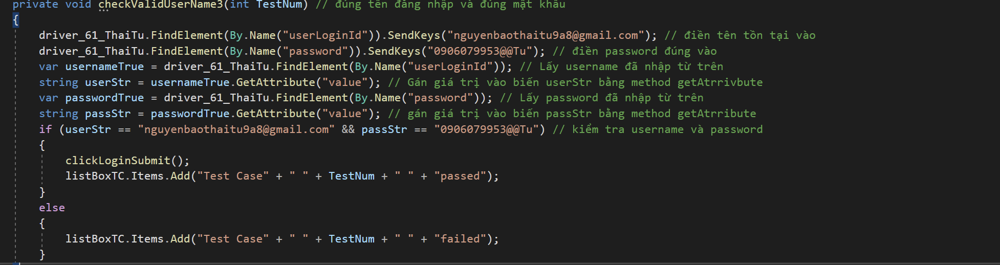 private void checkValidUserName3(int TestNum) // đúng tên đăng nhập và đúng mật khẩu
{
driver_61_ThaiTu.FindElement(By.Name("userLoginId")).SendKeys("nguyenbaothaitu9a8@gmail.com"); // điền tên tồn tại vào
driver_61_ThaiTu.FindElement(By.Name("password")).SendKeys("0906079953@@Tu"); // điền password đúng vào
var usernameTrue = driver_61_ThaiTu.FindElement(By.Name("userLoginId")); // Lấy username đã nhập từ trên
string userStr = usernameTrue.GetAttribute("value"); // Gán giá trị vào biến userStr bằng method getAtrrivbute
var passwordTrue = driver_61_ThaiTu.FindElement(By.Name("password")); // Lấy password đã nhập từ trên
string passStr = passwordTrue.GetAttribute("value"); // gán giá trị vào biến passStr bằng method getAtrribute
if (userStr == "nguyenbaothaitu9a8@gmail.com" && passStr == "0906079953@@Tu") // kiểm tra username và password
{
clickLoginSubmit();
listBoxTC.Items.Add("Test Case" + " " + TestNum + " " + "passed");
}
else
{
listBoxTC.Items.Add("Test Case" + " " + TestNum + " " + "failed");
}